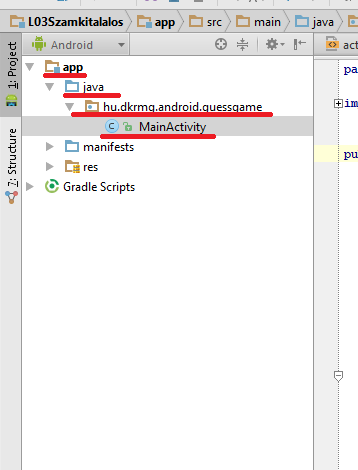 L03Szamkitalalos app src main java
Android
act
1: Project
7: Structure
app
java
hu.dkrmg.android.guessgame
MainActivity
manifests
res
Gradle Scripts
pa
im
pu